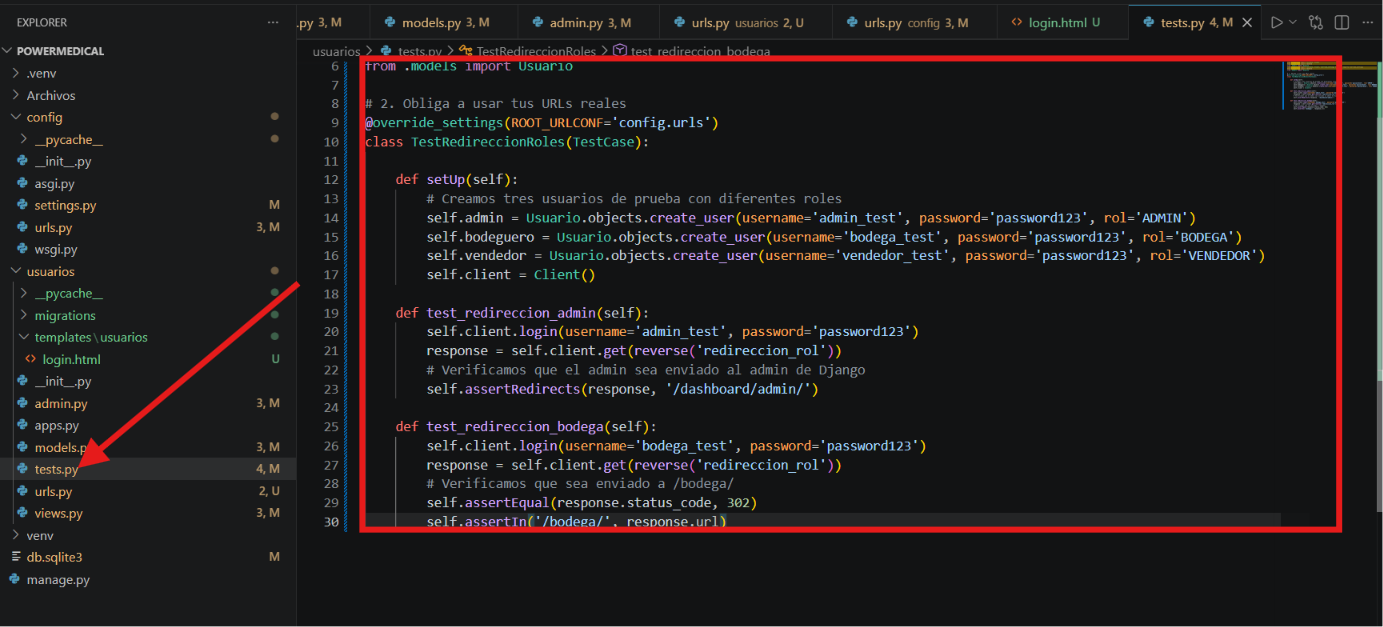 EXPLORER
POWERMEDICAL
.venv
Archivos
config
__pycache__
__init__.py
asgi.py
settings.py M
urls.py 3, M
wsgi.py
usuarios
__pycache__
migrations
templates\usuarios
login.html U
__init__.py
admin.py 3, M
apps.py
models.p 3, M
tests.py 4, M
urls.py 2, U
views.py 3, M
venv
db.sqlite3 M
manage.py
.py 3, M models.py 3, M admin.py 3, M urls.py usuarios 2, U urls.py config 3, M login.html U tests.py 4, M
usuarios > tests.py > TestRedireccionRoles > test_redireccion_bodega
6 from .models import Usuario
7
8 # 2. Obliga a usar tus URLs reales
9 @override_settings(ROOT_URLCONF='config.urls')
10 class TestRedireccionRoles(TestCase):
11
12 def setUp(self):
13 # Creamos tres usuarios de prueba con diferentes roles
14 self.admin = Usuario.objects.create_user(username='admin_test', password='password123', rol='ADMIN')
15 self.bodeguero = Usuario.objects.create_user(username='bodega_test', password='password123', rol='BODEGA')
16 self.vendedor = Usuario.objects.create_user(username='vendedor_test', password='password123', rol='VENDEDOR')
17 self.client = Client()
18
19 def test_redireccion_admin(self):
20 self.client.login(username='admin_test', password='password123')
21 response = self.client.get(reverse('redireccion_rol'))
22 # Verificamos que el admin sea enviado al admin de Django
23 self.assertRedirects(response, '/dashboard/admin/')
24
25 def test_redireccion_bodega(self):
26 self.client.login(username='bodega_test', password='password123')
27 response = self.client.get(reverse('redireccion_rol'))
28 # Verificamos que sea enviado a /bodega/
29 self.assertEqual(response.status_code, 302)
30 self.assertIn('/bodega/', response.url)